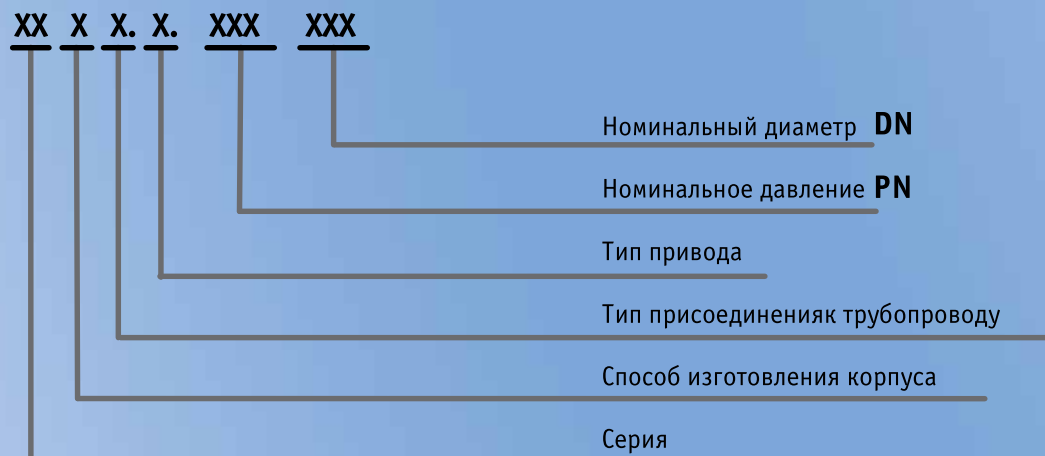 XX X X. X. XXX XXX
Номинальный диаметр DN
Номинальное давление PN
Тип привода
Тип присоединенияк трубопроводу
Способ изготовления корпуса
Серия